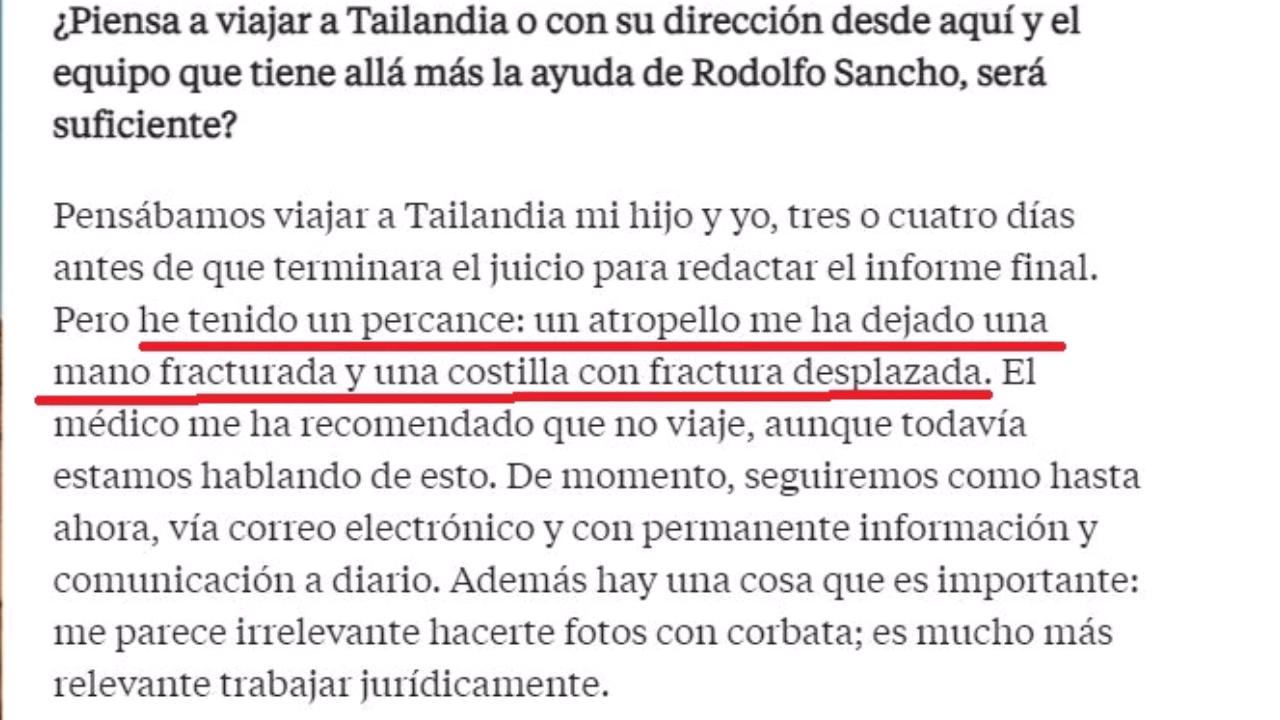 ¿Piensa a viajar a Tailandia o con su dirección desde aquí y el
equipo que tiene allá más la ayuda de Rodolfo Sancho, será
suficiente?
Pensábamos viajar a Tailandia mi hijo y yo, tres o cuatro días
antes de que terminara el juicio para redactar el informe final.
Pero he tenido un percance: un atropello me ha dejado una
mano fracturada y una costilla con fractura desplazada. El
médico me ha recomendado que no viaje, aunque todavía
estamos hablando de esto. De momento, seguiremos como hasta
ahora, vía correo electrónico y con permanente información y
comunicación a diario. Además hay una cosa que es importante:
me parece irrelevante hacerte fotos con corbata; es mucho más
relevante trabajar jurídicamente.